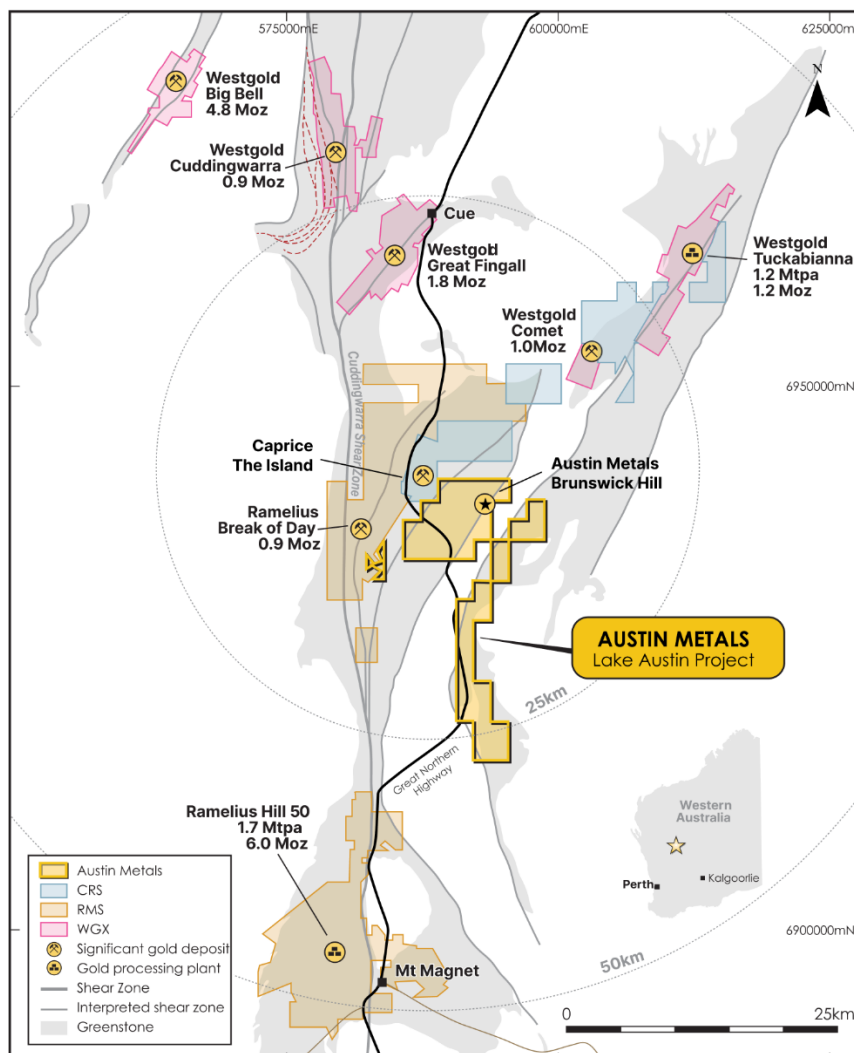 575000mE
600000mE
625000mE
N
Westgold
Big Bell
4.8 Moz
Westgold
Cuddingwarra
0.9 Moz
Cue
Westgold
Great Fingall
1.8 Moz
Westgold
Tuckabianna
1.2 Mtpa
1.2 Moz
Westgold
Comet
1.0Moz
Cuddingwarra Shear Zone
6950000mN
Caprice
The Island
Austin Metals
Brunswick Hill
Ramelius
Break of Day
0.9 Moz
AUSTIN METALS
Lake Austin Project
25km
Great Northern
Highway
Ramelius Hill 50
1.7 Mtpa
6.0 Moz
Western
Australia
Perth
Kalgoorlie
Austin Metals
CRS
RMS
WGX
Significant gold deposit
Gold processing plant
Shear Zone
Interpreted shear zone
Greenstone
6900000mN
50km
Mt Magnet
0
25km